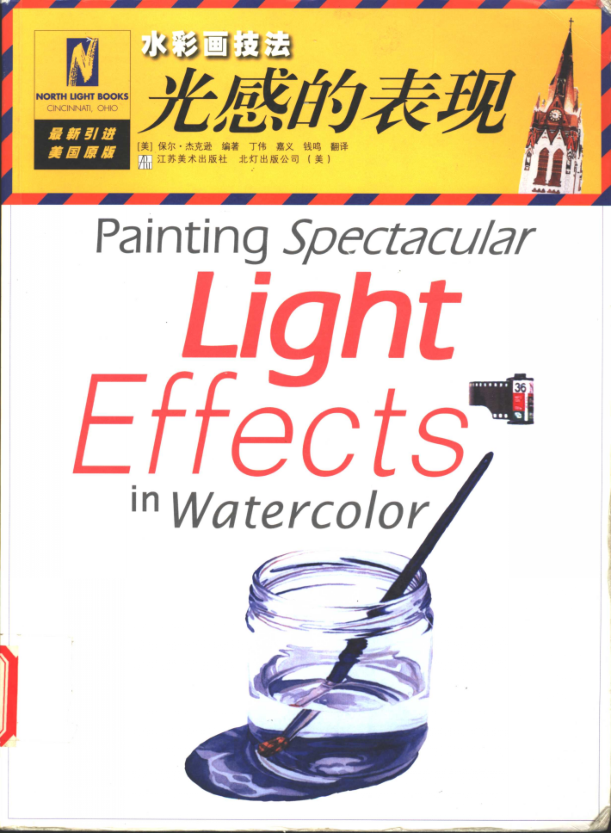 水彩画技法
NORTH LIGHT BOOKS
CINCINNATI, OHIO
光感的表现
最新引进
美国原版
[美] 保尔·杰克逊 编著 丁伟 嘉义 钱鸣 翻译
江苏美术出版社 北灯出版公司(美)
Painting Spectacular
Light
Effects
36
in Watercolor